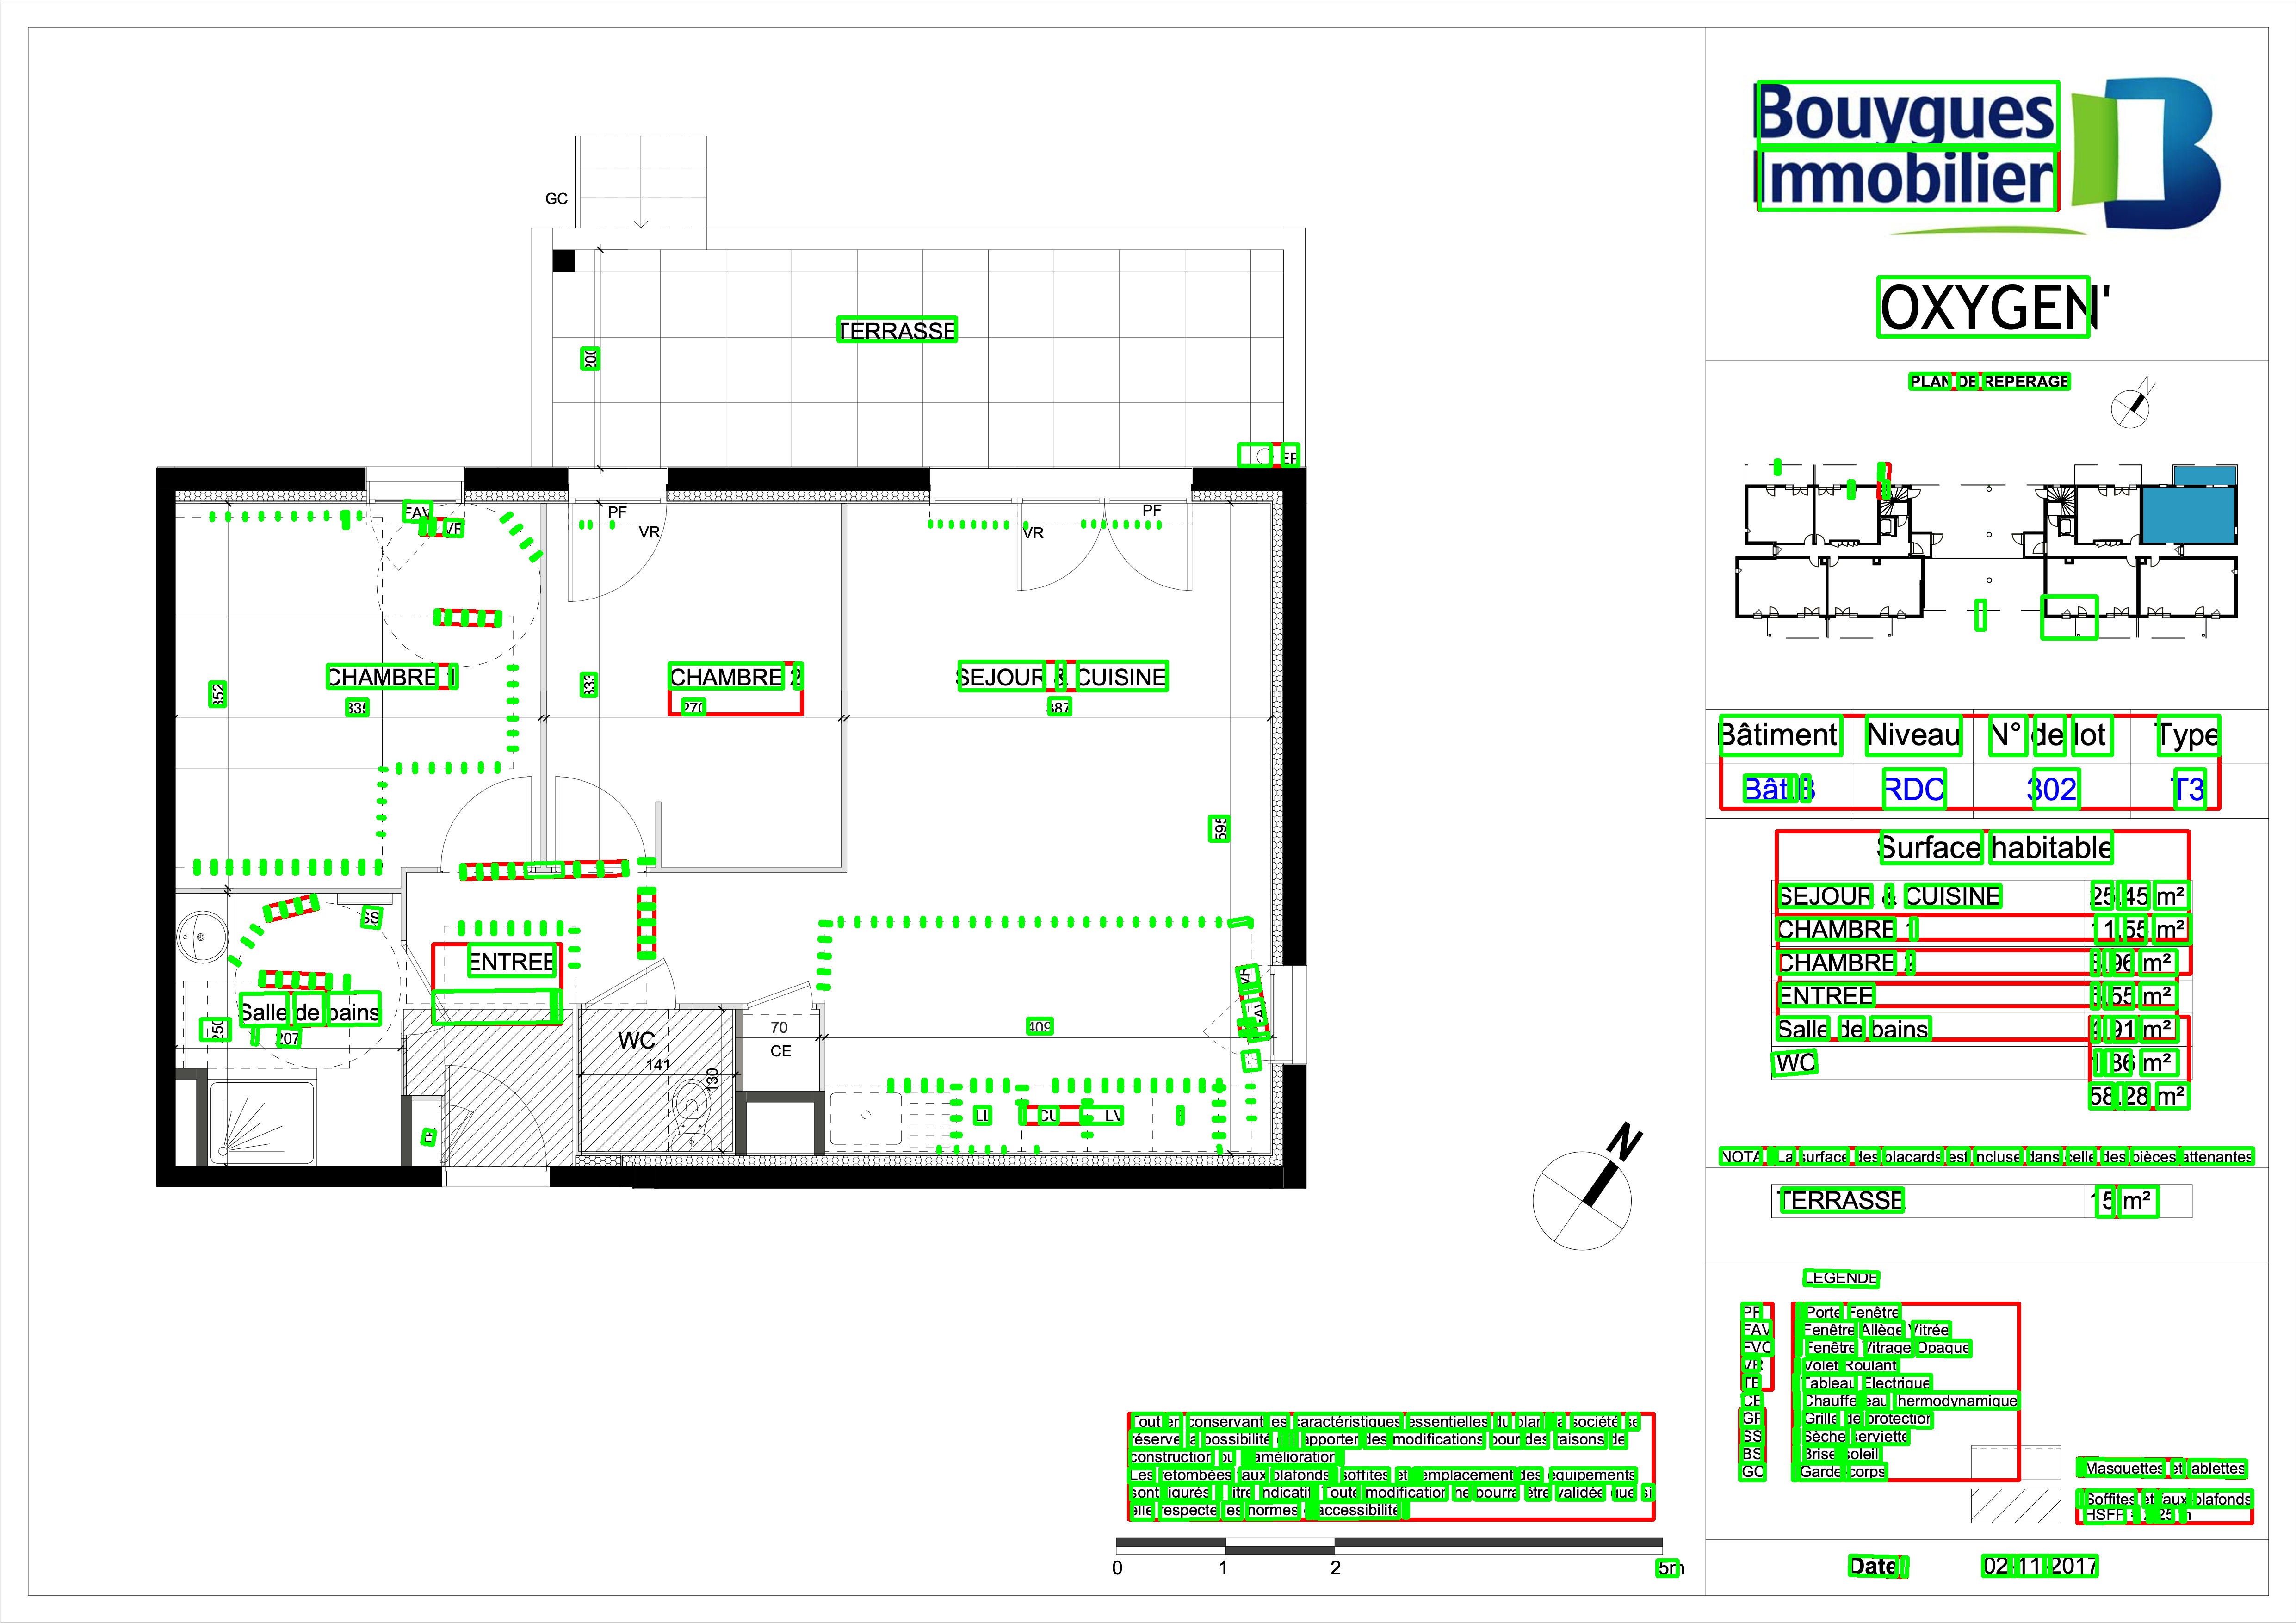 Bouygues
Immobilier
OXYGEN'
PLAN DE REPERAGE
N
GC
TERRASSE
200
EP
FAV
VR
PF
VR
VR
PF
CHAMBRE 1
335
352
CHAMBRE 2
270
333
SEJOUR & CUISINE
387
595
SS
ENTREE
Salle de bains
207
250
WC
141
130
70
CE
409
VR
FAV
LL
CU
LV
N
Bâtiment Niveau N° de lot Type
Bât B RDC 302 T3
Surface habitable
SEJOUR & CUISINE 25.45 m²
CHAMBRE 1 11.55 m²
CHAMBRE 2 8.96 m²
ENTREE 5.55 m²
Salle de bains 4.91 m²
WC 1.86 m²
58.28 m²
NOTA : La surface des placards est incluse dans celle des pièces attenantes
TERRASSE 15 m²
LEGENDE
PF : Porte Fenêtre
FAV : Fenêtre Allège Vitrée
FVO : Fenêtre Vitrage Opaque
VR : Volet Roulant
TE : Tableau Electrique
CE : Chauffe eau thermodynamique
GP : Grille de protection
SS : Sèche serviette
BS : Brise soleil
GC : Garde corps
: Casquettes et tablettes
: Soffites et faux plafonds
HSFP = 2.25 m
Tout en conservant les caractéristiques essentielles du plan, la société se
réserve la possibilité d'y apporter des modifications pour des raisons de
construction ou d'amélioration.
Les retombées, faux plafonds, soffites et l'emplacement des équipements
sont figurés à titre indicatif. Toute modification ne pourra être validée que si
elle respecte les normes d'accessibilité.
0 1 2 5m
Date : 02-11-2017